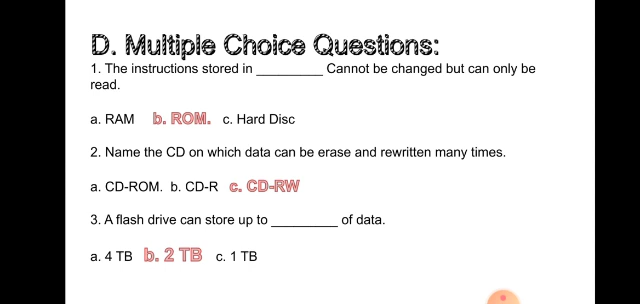 D. Multiple Choice Questions:
1. The instructions stored in _________ Cannot be changed but can only be
read.
a. RAM b. ROM. c. Hard Disc
2. Name the CD on which data can be erase and rewritten many times.
a. CD-ROM. b. CD-R c. CD-RW
3. A flash drive can store up to _________ of data.
a. 4 TB b. 2 TB c. 1 TB